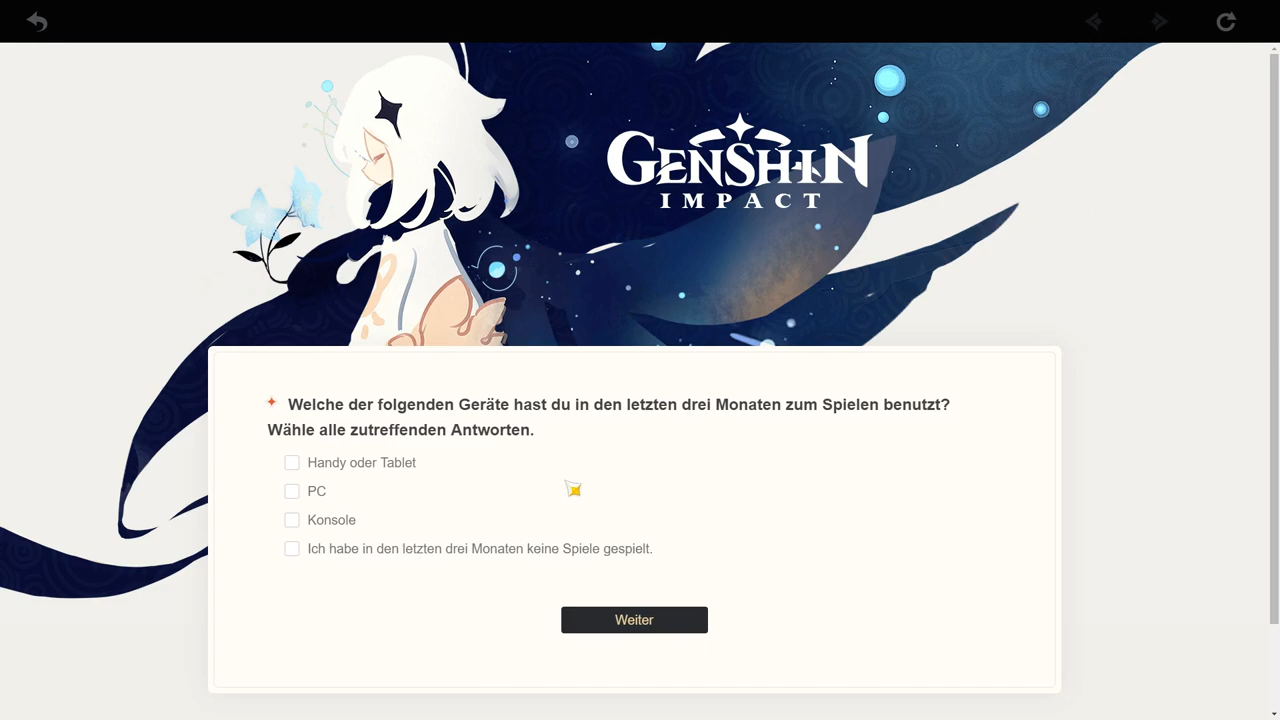 GENSHIN
IMPACT
Welche der folgenden Geräte hast du in den letzten drei Monaten zum Spielen benutzt?
Wähle alle zutreffenden Antworten.
Handy oder Tablet
PC
Konsole
Ich habe in den letzten drei Monaten keine Spiele gespielt.
Weiter